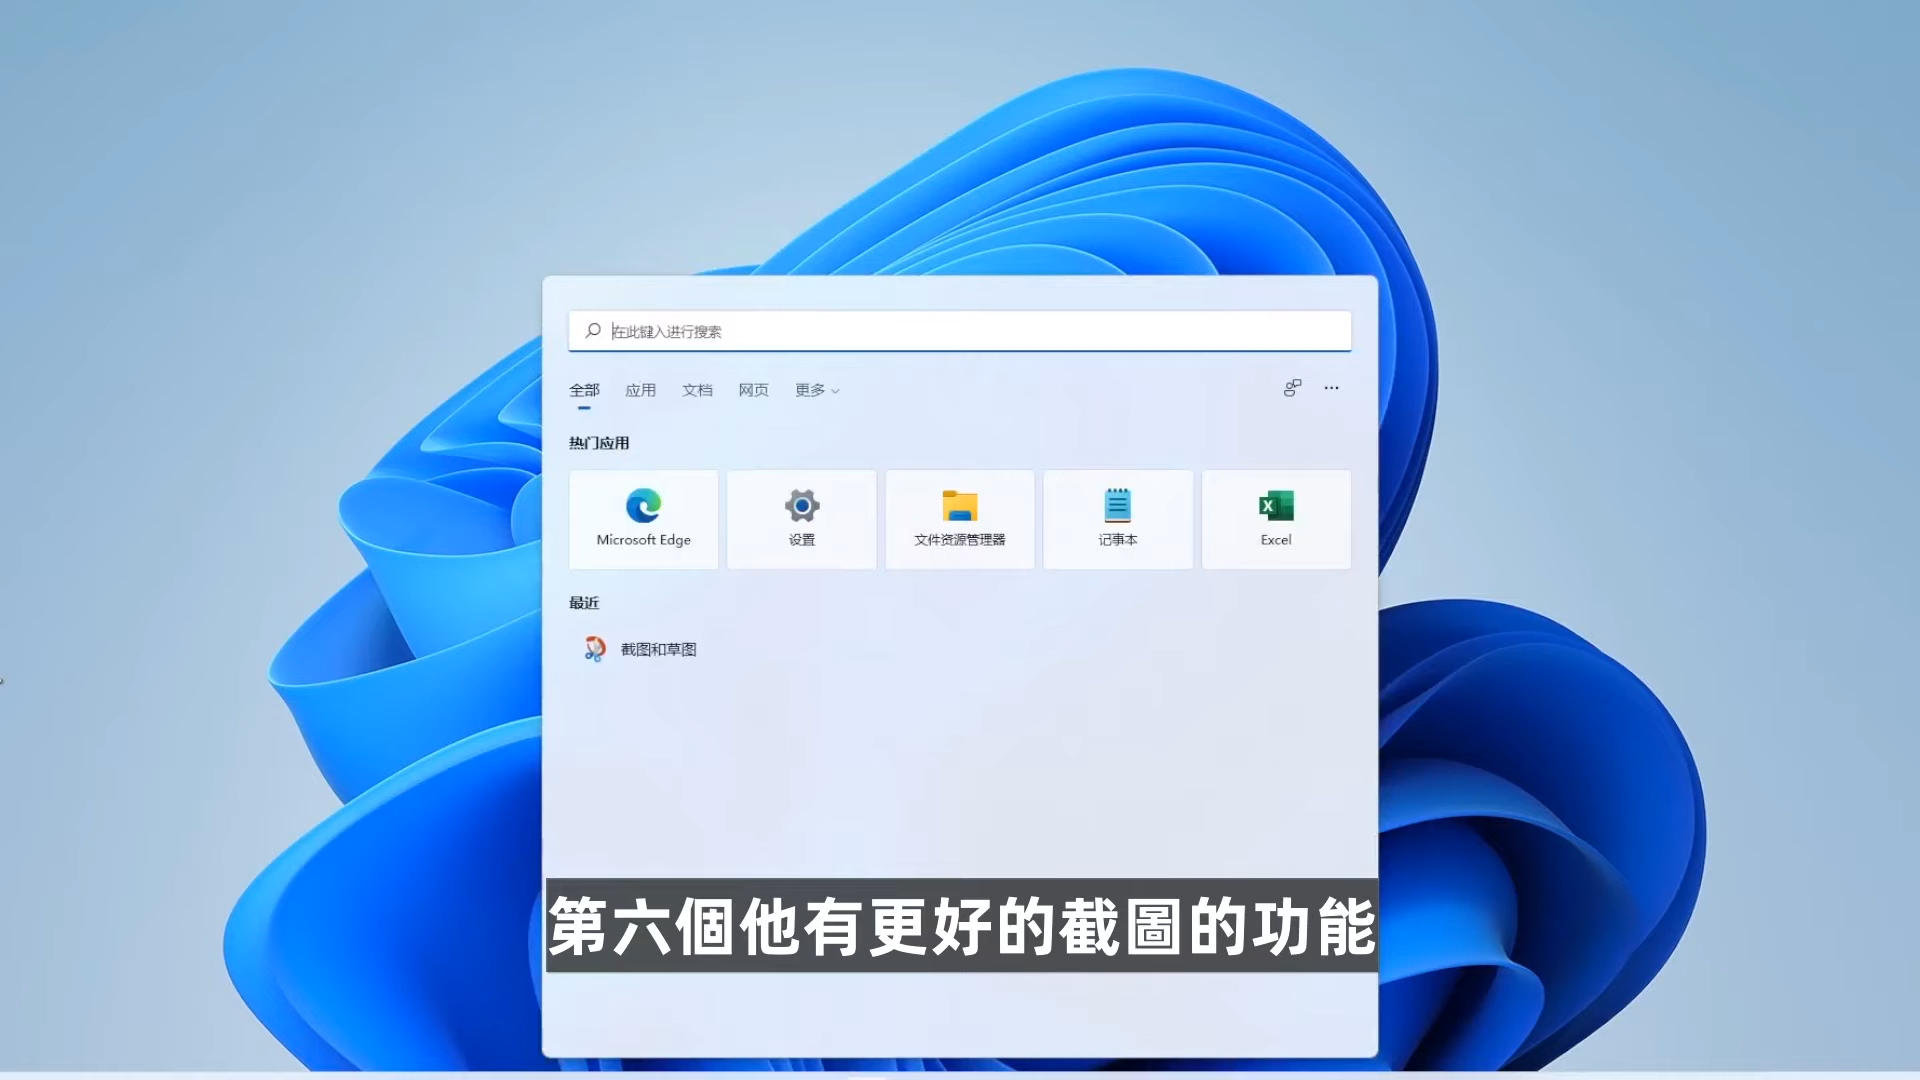 在此键入进行搜索
全部 应用 文档 网页 更多
热门应用
Microsoft Edge 设置 文件资源管理器 记事本 Excel
最近
截图和草图
第六個他有更好的截圖的功能